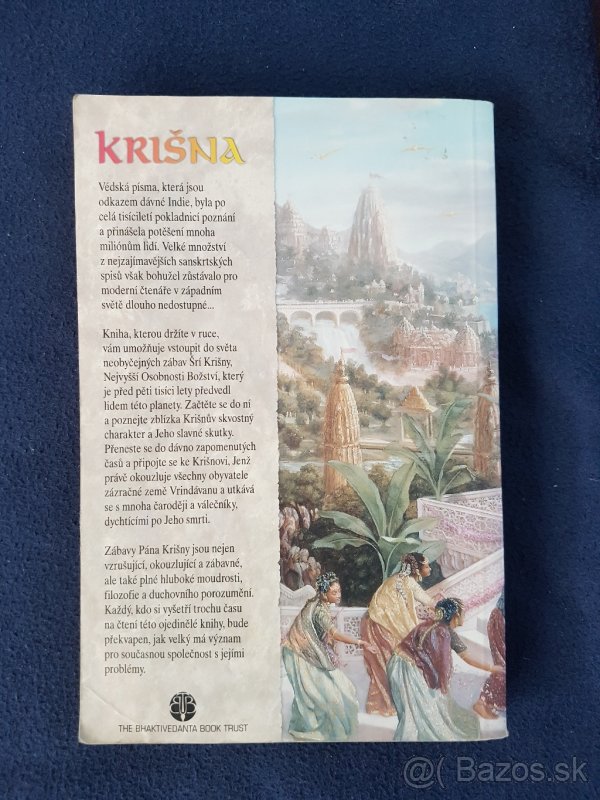 KRIŠNA
Védská písma, která jsou
odkazem dávné Indie, byla po
celá tisíciletí pokladnicí poznání
a přinášela potěšení mnoha
miliónům lidí. Velké množství
z nejzajímavějších sanskrtských
spisů však bohužel zůstávalo pro
moderní čtenáře v západním
světě dlouho nedostupné...
Kniha, kterou držíte v ruce,
vám umožňuje vstoupit do světa
neobyčejných zábav Šrí Krišny,
Nejvyšší Osobnosti Božství, který
je před pěti tisíci lety předvedl
lidem této planety. Začtěte se do ní
a poznejte zblízka Krišnův skvostný
charakter a Jeho slavné skutky.
Přeneste se do dávno zapomenutých
časů a připojte se ke Krišnovi, Jenž
právě okouzluje všechny obyvatele
zázračné země Vrindávanu a utkává
se s mnoha čaroději a válečníky,
dychtícími po Jeho smrti.
Zábavy Pána Krišny jsou nejen
vzrušující, okouzlující a zábavné,
ale také plné hluboké moudrosti,
filozofie a duchovního porozumění.
Každý, kdo si vyšetří trochu času
na čtení této ojedinělé knihy, bude
překvapen, jak velký má význam
pro současnou společnost s jejími
problémy.
THE BHAKTIVEDANTA BOOK TRUST
@( Bazos.sk